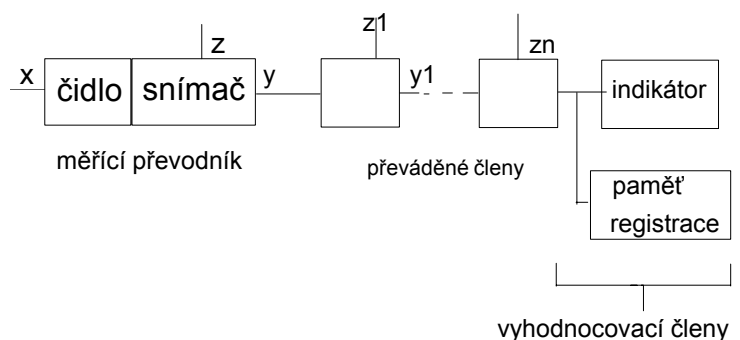 x
čidlo
snímač
z
y
z1
y1
zn
indikátor
měřící převodník
převáděné členy
paměť
registrace
vyhodnocovací členy